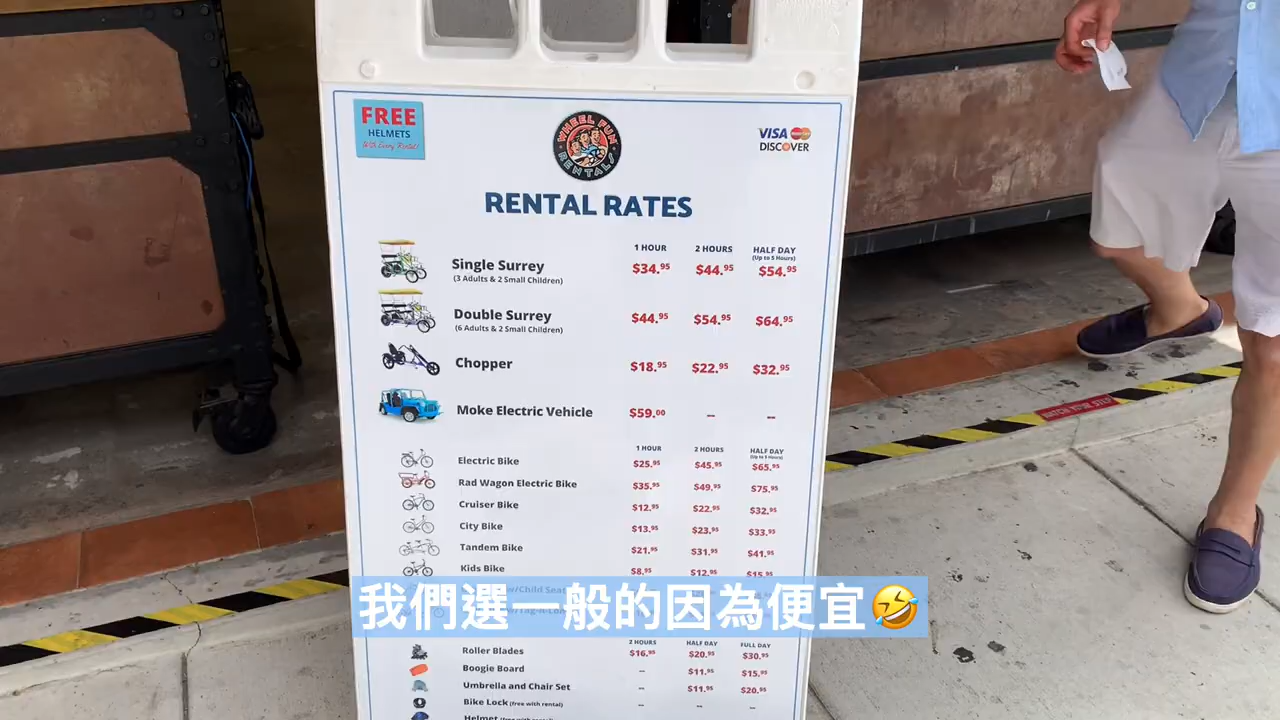 FREE
HELMETS
With Every Rental!
WHEEL FUN
RENTALS
VISA
DISCOVER
RENTAL RATES
1 HOUR 2 HOURS HALF DAY
(Up to 5 Hours)
Single Surrey $34.95 $44.95 $54.95
(3 Adults & 2 Small Children)
Double Surrey $44.95 $54.95 $64.95
(6 Adults & 2 Small Children)
Chopper $18.95 $22.95 $32.95
Moke Electric Vehicle $59.00 -- --
1 HOUR 2 HOURS HALF DAY
(Up to 5 Hours)
Electric Bike $25.95 $45.95 $65.95
Rad Wagon Electric Bike $35.95 $49.95 $75.95
Cruiser Bike $12.95 $22.95 $32.95
City Bike $13.95 $23.95 $33.95
Tandem Bike $21.95 $31.95 $41.95
Kids Bike $8.95 $12.95 $15.95
w/Child Seat
我們選一般的因為便宜🤣
2 HOURS HALF DAY FULL DAY
Roller Blades $16.95 $20.95 $30.95
Boogie Board -- $11.95 $15.95
Umbrella and Chair Set -- $11.95 $20.95
Bike Lock (free with rental) -- -- --
Helmet
WATCH YOUR STEP